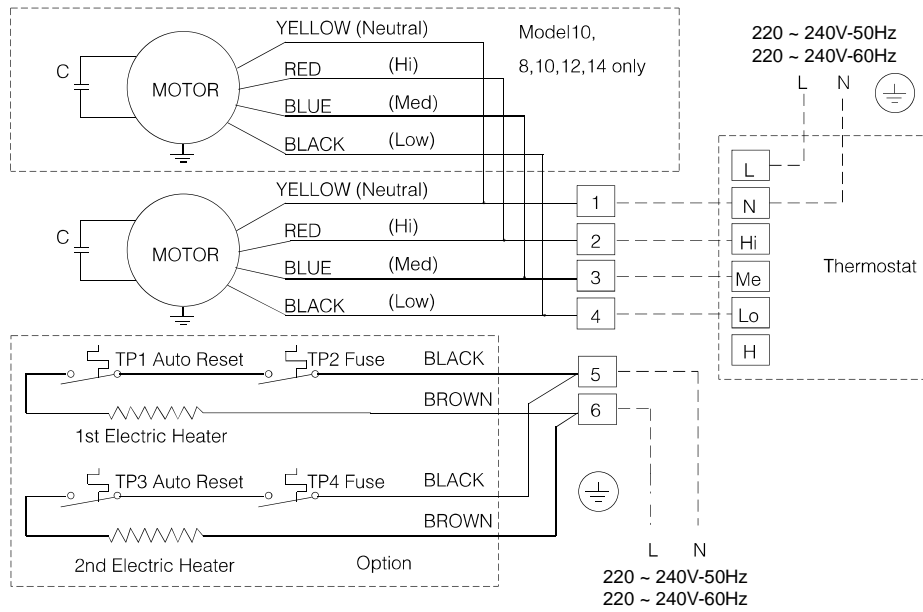 YELLOW (Neutral)
Model10,
8,10,12,14 only
C
MOTOR
RED (Hi)
BLUE (Med)
BLACK (Low)
220 ~ 240V-50Hz
220 ~ 240V-60Hz
L N
YELLOW (Neutral)
C
MOTOR
RED (Hi)
BLUE (Med)
BLACK (Low)
1
2
3
4
L
N
Hi
Me
Lo
H
Thermostat
TP1 Auto Reset TP2 Fuse BLACK
BROWN
1st Electric Heater
5
6
TP3 Auto Reset TP4 Fuse BLACK
BROWN
2nd Electric Heater Option
L N
220 ~ 240V-50Hz
220 ~ 240V-60Hz